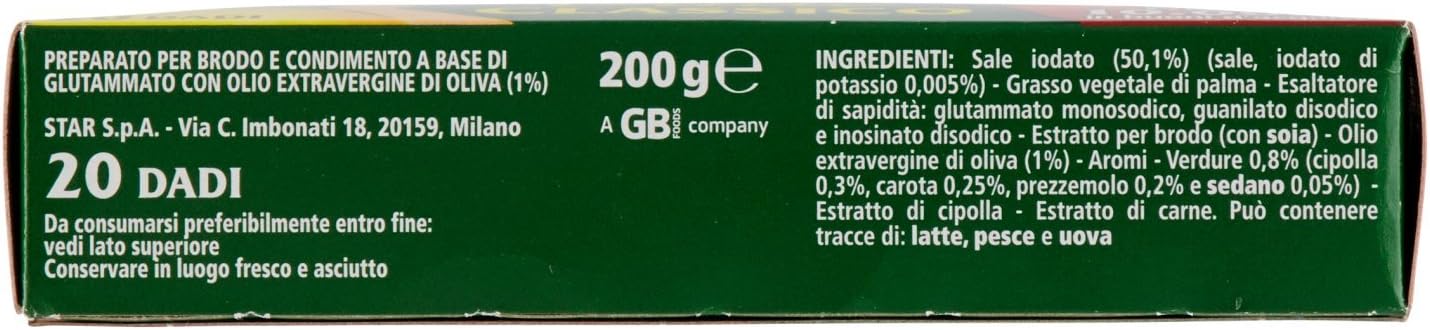 DADI
CLASSICO
PREPARATO PER BRODO E CONDIMENTO A BASE DI
GLUTAMMATO CON OLIO EXTRAVERGINE DI OLIVA (1%)
STAR S.p.A. - Via C. Imbonati 18, 20159, Milano
20 DADI
Da consumarsi preferibilmente entro fine:
vedi lato superiore
Conservare in luogo fresco e asciutto
200 g e
A GB FOODS company
INGREDIENTI: Sale iodato (50,1%) (sale, iodato di
potassio 0,005%) - Grasso vegetale di palma - Esaltatore
di sapidità: glutammato monosodico, guanilato disodico
e inosinato disodico - Estratto per brodo (con soia) - Olio
extravergine di oliva (1%) - Aromi - Verdure 0,8% (cipolla
0,3%, carota 0,25%, prezzemolo 0,2% e sedano 0,05%) -
Estratto di cipolla - Estratto di carne. Può contenere
tracce di: latte, pesce e uova